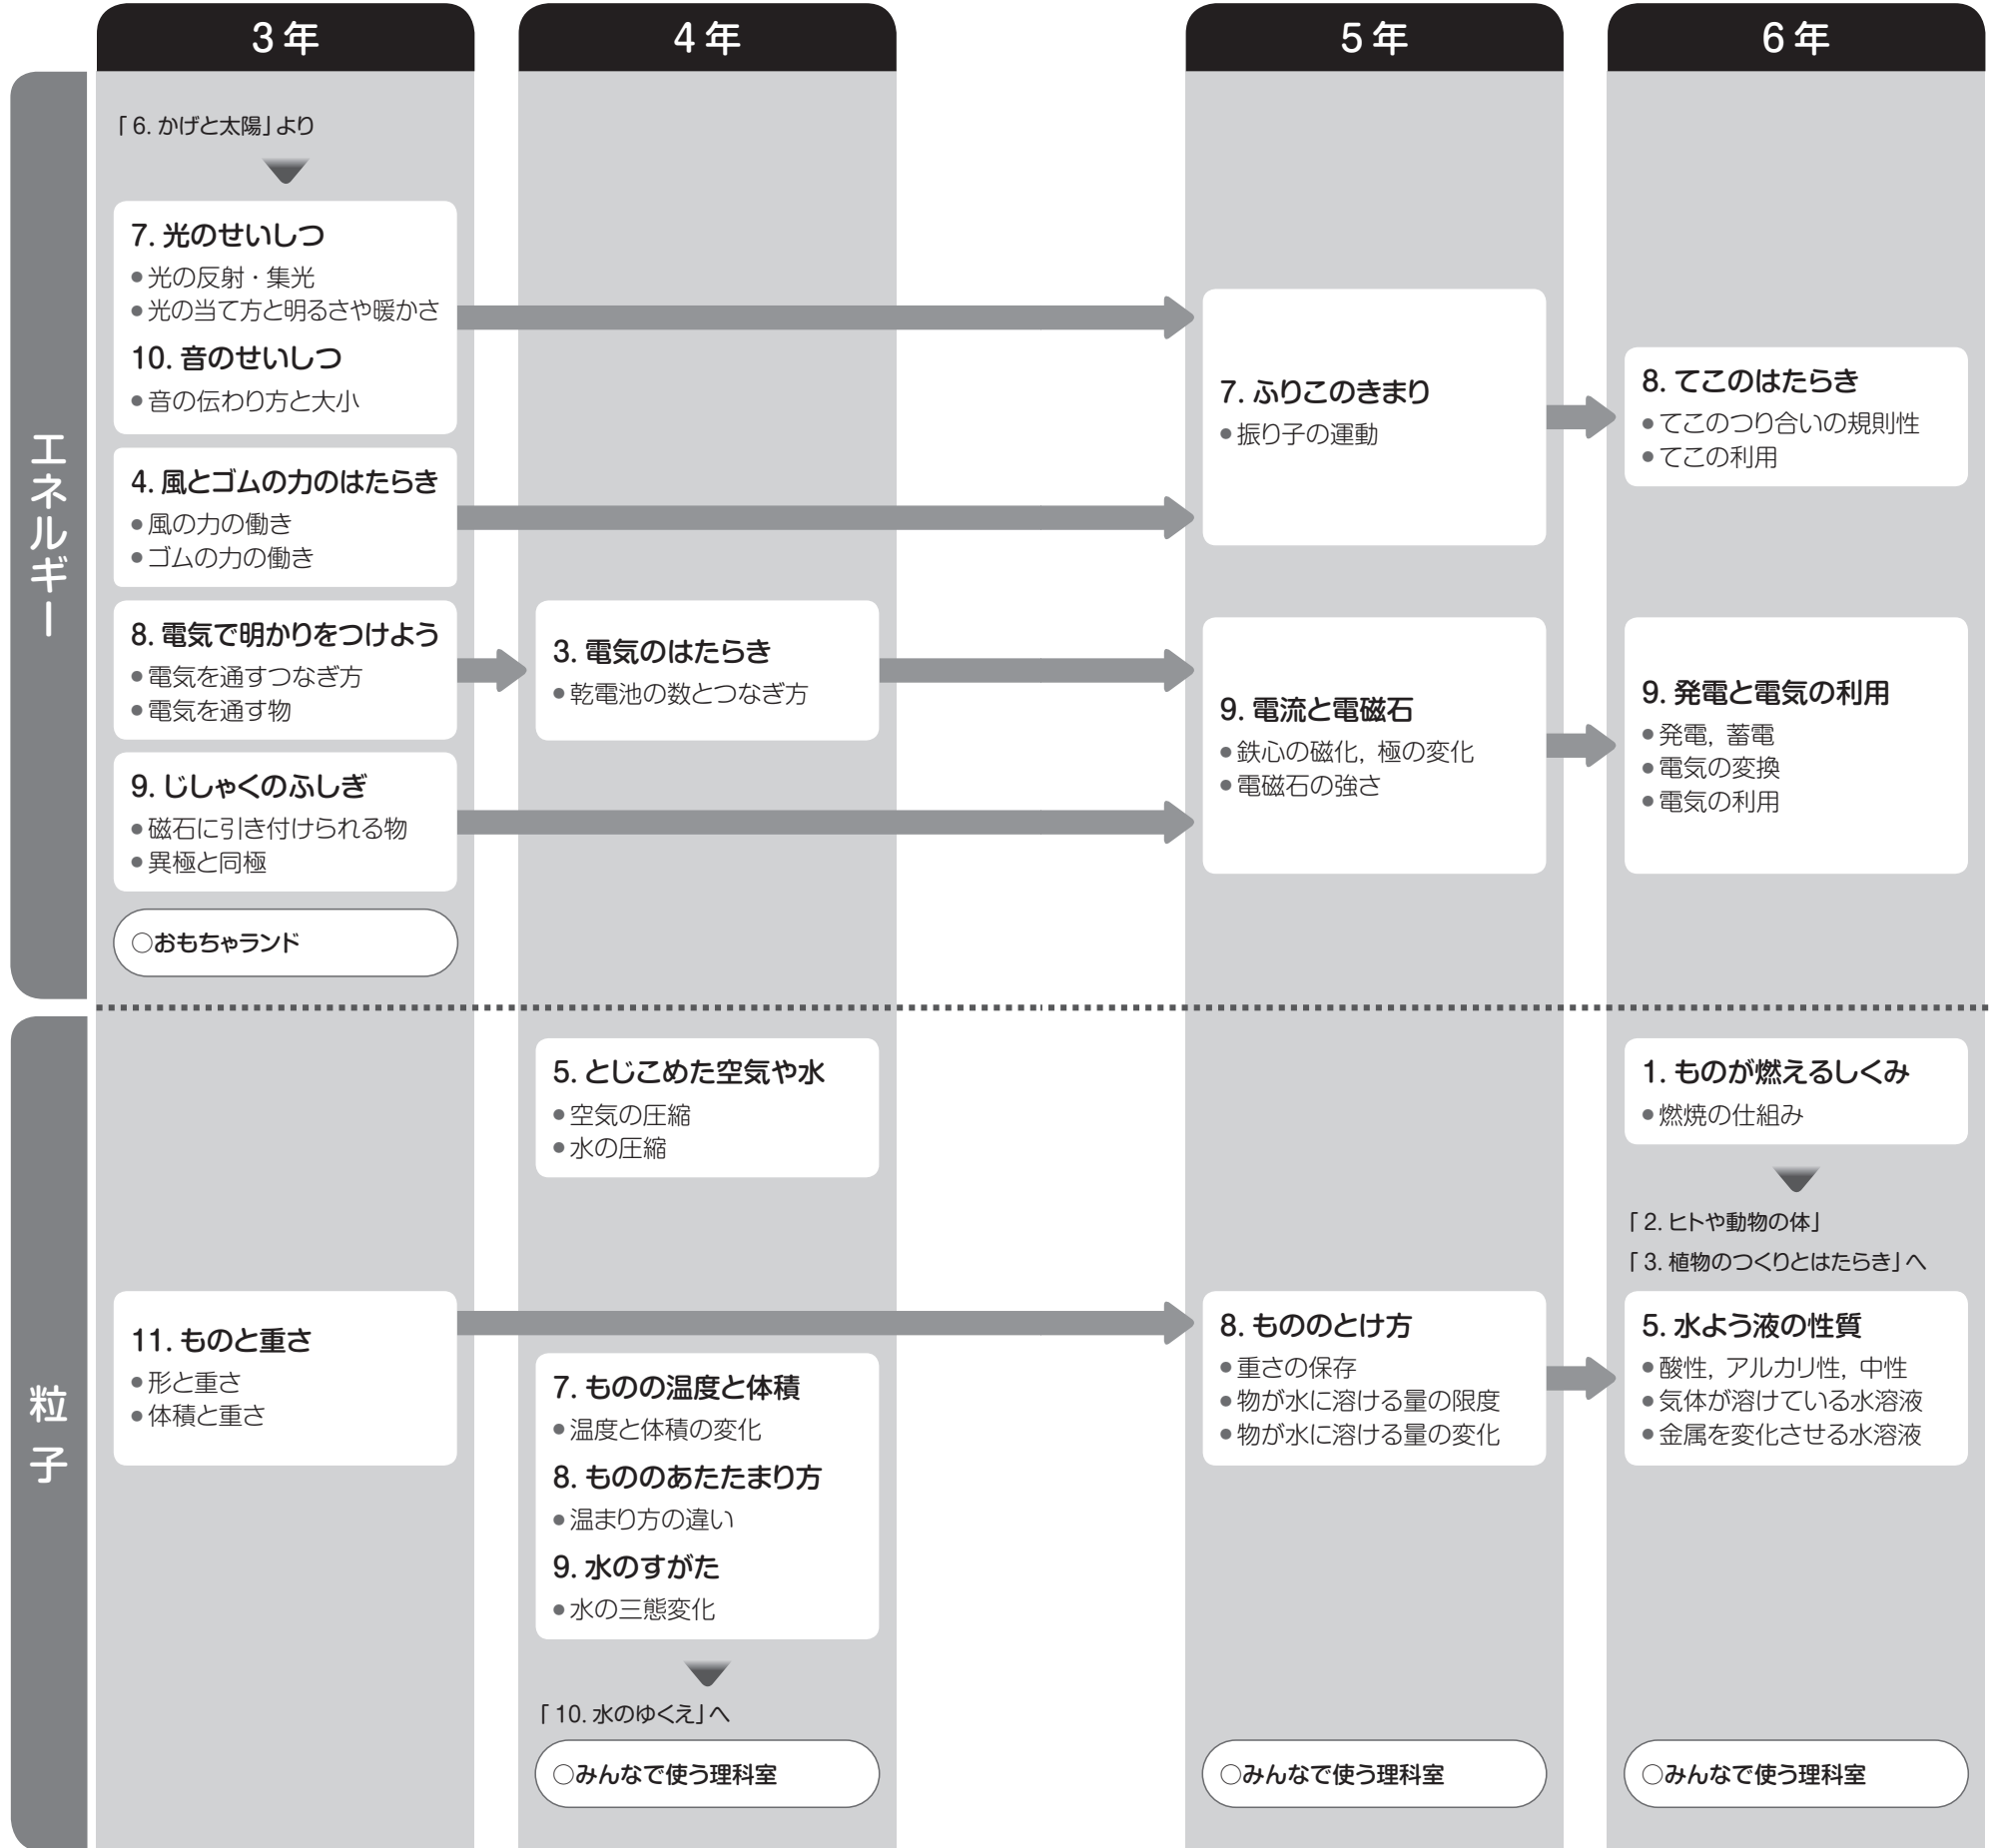 3年
4年
5年
6年
エネルギー
「6. かげと太陽」より
7. 光のせいしつ
●光の反射・集光
●光の当て方と明るさや暖かさ
10. 音のせいしつ
●音の伝わり方と大小
4. 風とゴムの力のはたらき
●風の力の働き
●ゴムの力の働き
8. 電気で明かりをつけよう
●電気を通すつなぎ方
●電気を通す物
9. じしゃくのふしぎ
●磁石に引き付けられる物
●異極と同極
○おもちゃランド
3. 電気のはたらき
●乾電池の数とつなぎ方
7. ふりこのきまり
●振り子の運動
9. 電流と電磁石
●鉄心の磁化, 極の変化
●電磁石の強さ
8. てこのはたらき
●てこのつり合いの規則性
●てこの利用
9. 発電と電気の利用
●発電, 蓄電
●電気の変換
●電気の利用
粒子
11. ものと重さ
●形と重さ
●体積と重さ
5. とじこめた空気や水
●空気の圧縮
●水の圧縮
7. ものの温度と体積
●温度と体積の変化
8. もののあたたまり方
●温まり方の違い
9. 水のすがた
●水の三態変化
「10. 水のゆくえ」へ
○みんなで使う理科室
8. もののとけ方
●重さの保存
●物が水に溶ける量の限度
●物が水に溶ける量の変化
○みんなで使う理科室
1. ものが燃えるしくみ
●燃焼の仕組み
「2. ヒトや動物の体」
「3. 植物のつくりとはたらき」へ
5. 水よう液の性質
●酸性, アルカリ性, 中性
●気体が溶けている水溶液
●金属を変化させる水溶液
○みんなで使う理科室